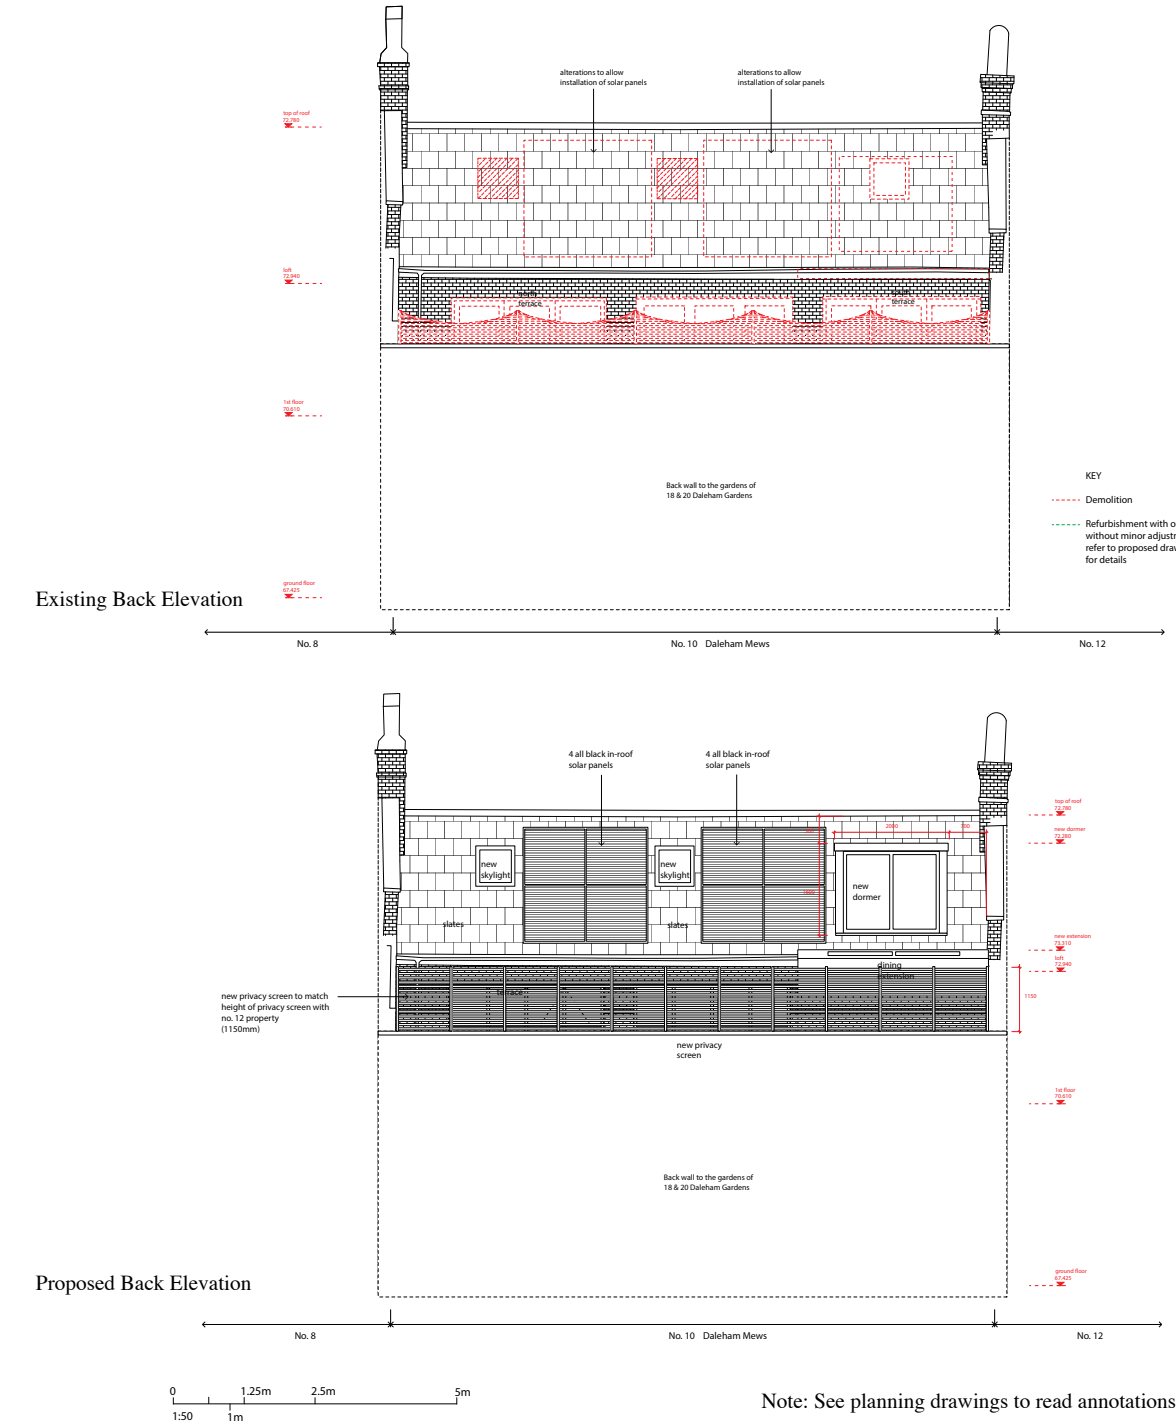 alterations to allow
installation of solar panels
alterations to allow
installation of solar panels
top of roof
72.780
loft
72.940
north
terrace
south
terrace
1st floor
70.610
Back wall to the gardens of
18 & 20 Daleham Gardens
KEY
Demolition
Refurbishment with o
without minor adjustn
refer to proposed drav
for details
ground floor
67.425
Existing Back Elevation
No. 8
No. 10 Daleham Mews
No. 12
4 all black in-roof
solar panels
4 all black in-roof
solar panels
top of roof
72.780
new dormer
72.280
2000
700
new
skylight
new
skylight
new
dormer
1600
slates
slates
new extension
73.310
loft
72.940
dining
extension
terrace
new privacy screen to match
height of privacy screen with
no. 12 property
(1150mm)
1150
new privacy
screen
1st floor
70.610
Back wall to the gardens of
18 & 20 Daleham Gardens
ground floor
67.425
Proposed Back Elevation
No. 8
No. 10 Daleham Mews
No. 12
0 1.25m 2.5m 5m
1:50 1m
Note: See planning drawings to read annotations